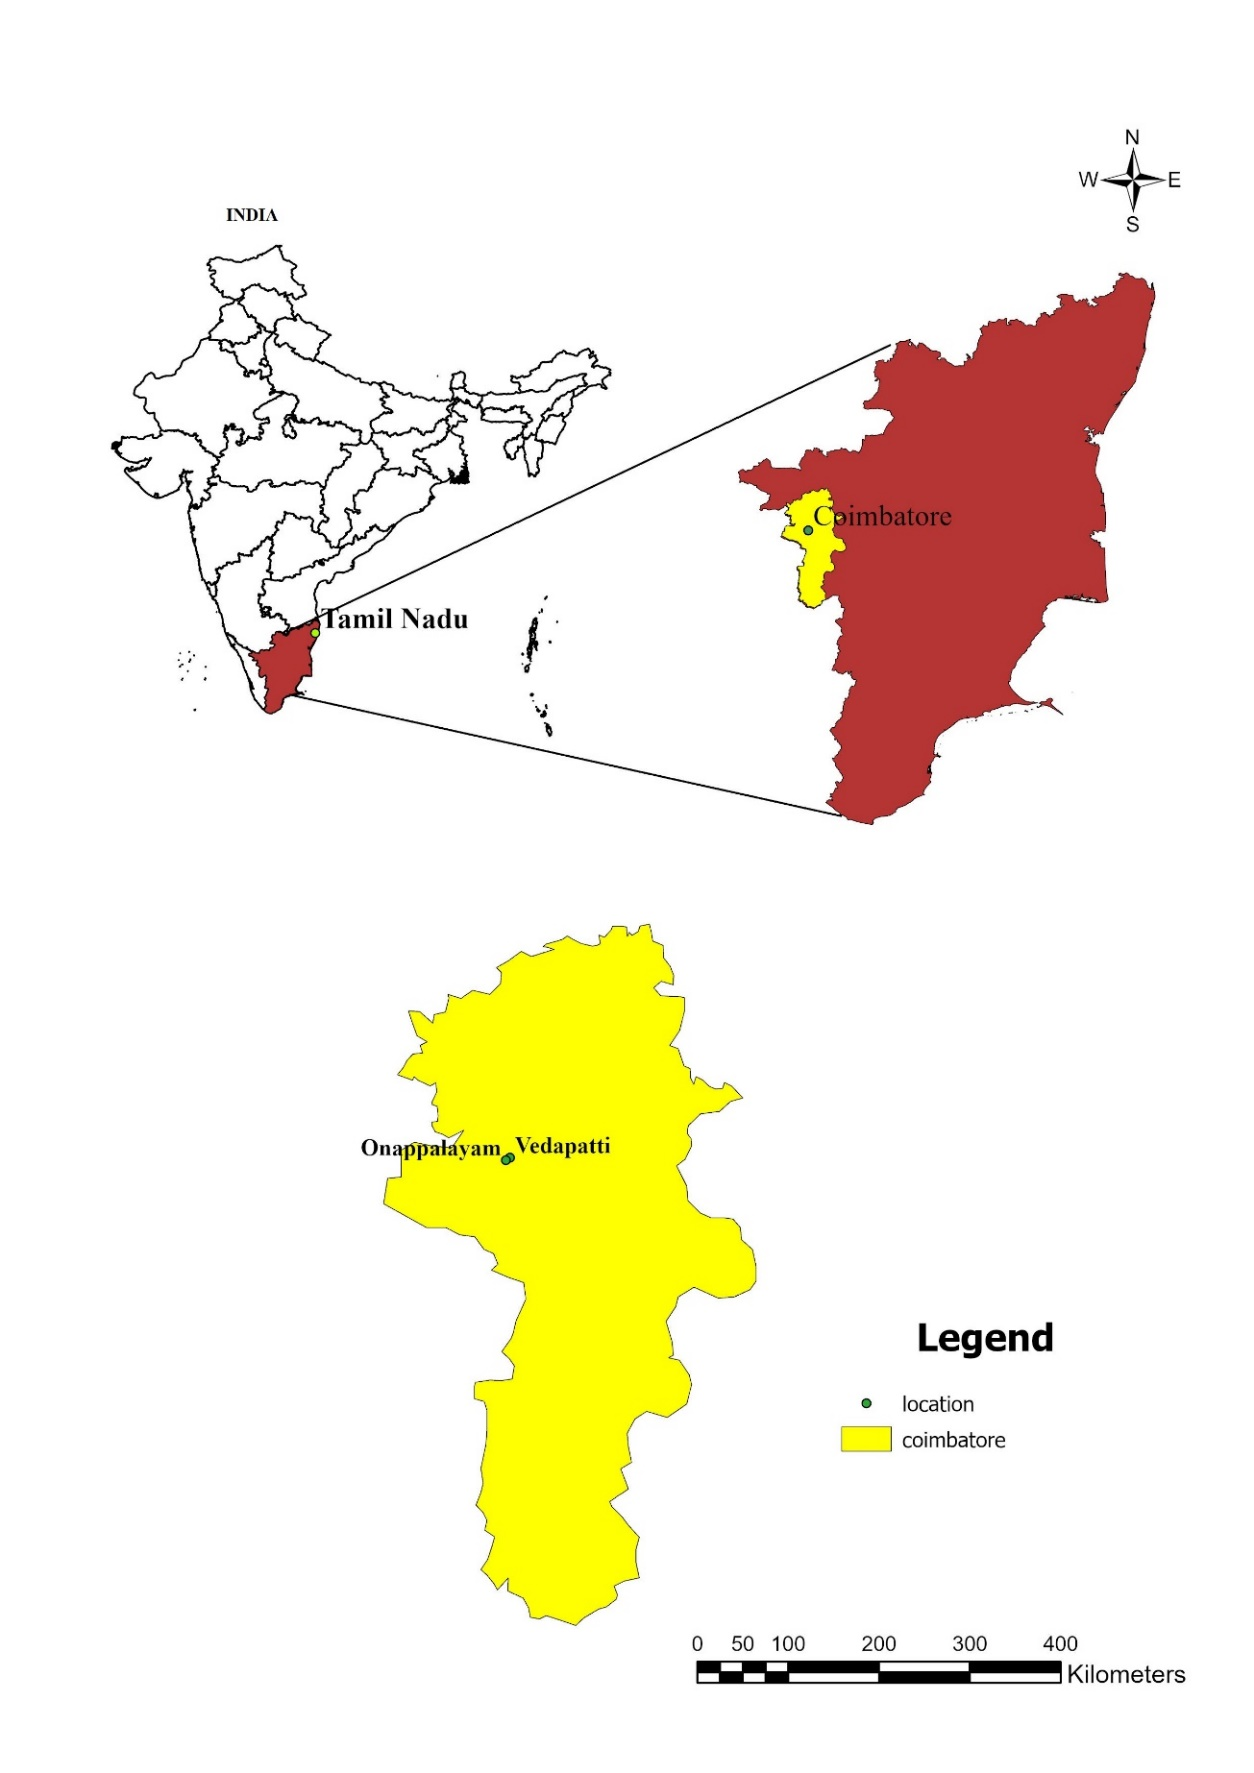 N
W E
S
INDIA
Coimbatore
Tamil Nadu
Onappalayam Vedapatti
Legend
location
coimbatore
0 50 100 200 300 400
Kilometers